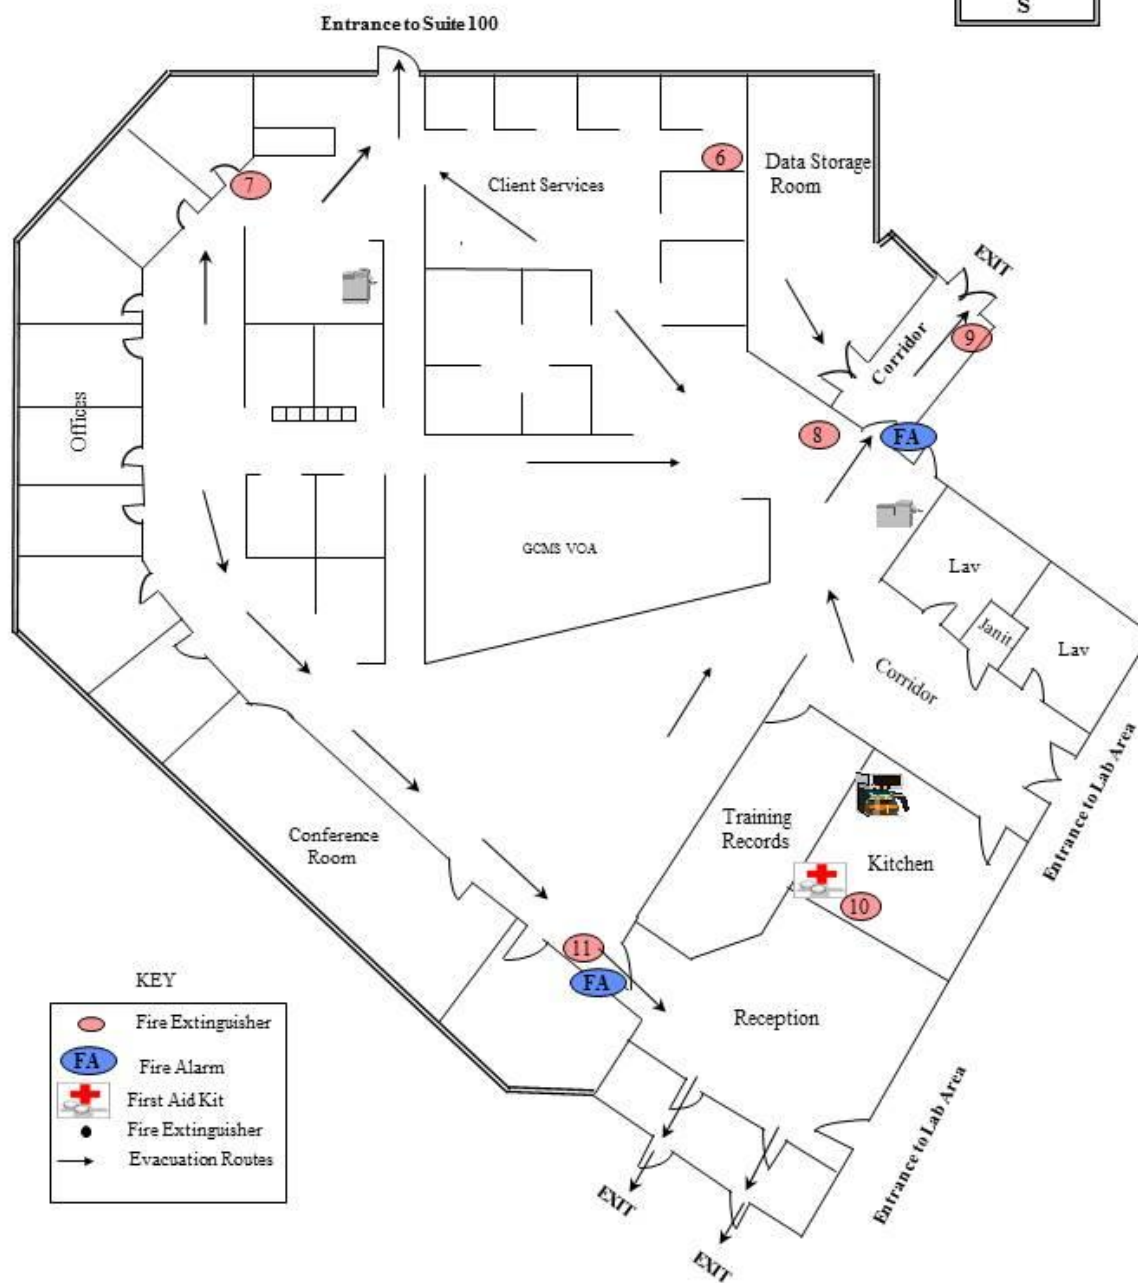 S
Entrance to Suite 100
6
Data Storage
Room
7
Client Services
EXIT
9
Corridor
Offices
8
FA
GCMS VOA
Lav
Janit
Lav
Corridor
Entrance to Lab Area
Training
Records
Conference
Room
Kitchen
10
11
FA
Reception
KEY
Fire Extinguisher
FA
Fire Alarm
First Aid Kit
Fire Extinguisher
Evacuation Routes
Entrance to Lab Area
EXIT
EXIT